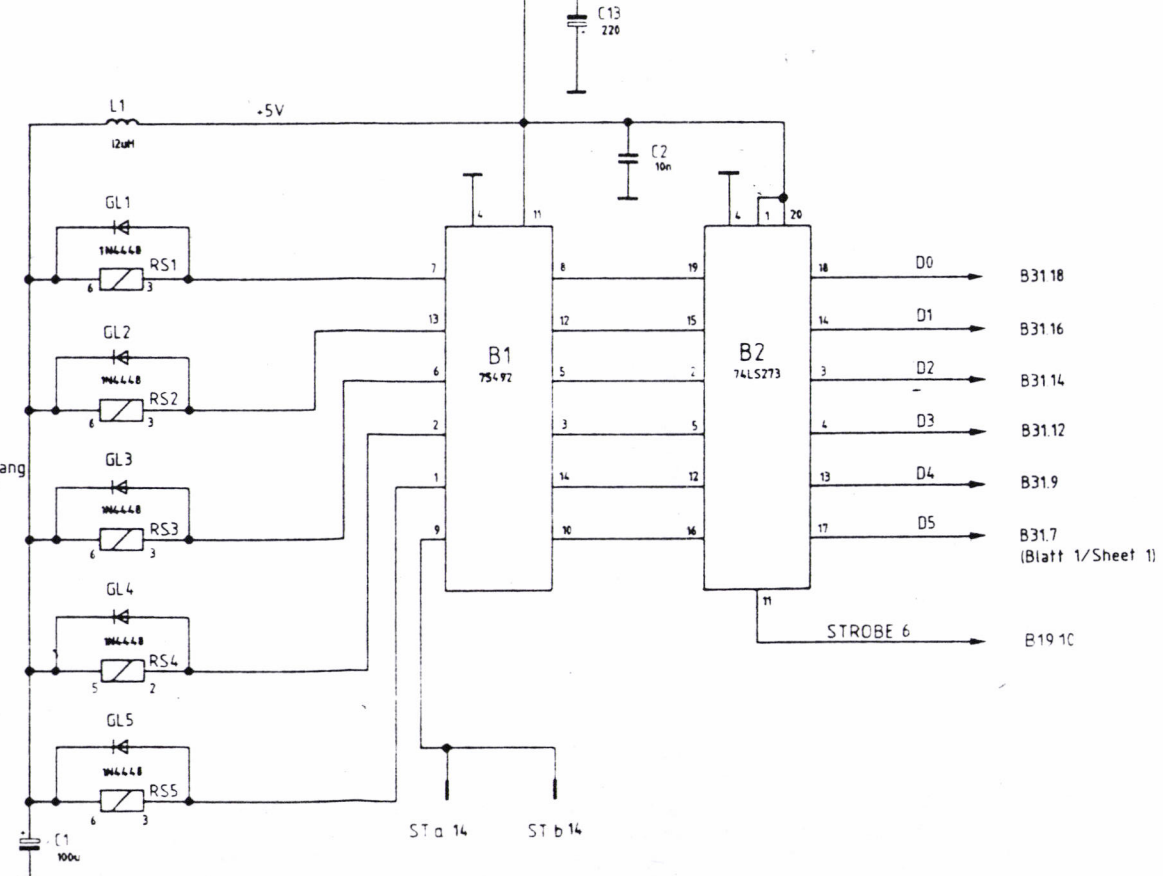 C13
220
L1
+5V
12uH
C2
10n
4
11
4
1
20
GL1
1N4448
RS1
6
3
7
8
19
18
D0
B31.18
13
12
15
14
D1
B31.16
GL2
1N4448
RS2
6
3
B1
75492
B2
74LS273
6
5
2
3
D2
B31.14
2
3
5
4
D3
B31.12
ang
GL3
1N4448
RS3
6
3
1
14
12
13
D4
B31.9
9
10
16
17
D5
B31.7
(Blatt 1/Sheet 1)
GL4
1N4448
RS4
5
2
11
STROBE 6
B19 10
GL5
1N4448
RS5
6
3
STa 14
STb 14
+
C1
100u